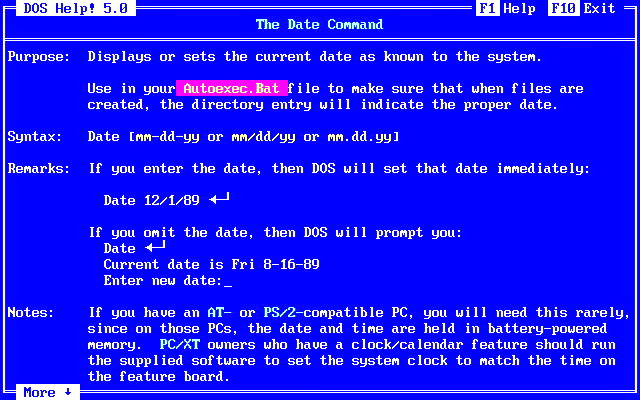 DOS Help! 5.0 F1 Help F10 Exit
The Date Command
Purpose: Displays or sets the current date as known to the system.
Use in your Autoexec.Bat file to make sure that when files are
created, the directory entry will indicate the proper date.
Syntax: Date [mm-dd-yy or mm/dd/yy or mm.dd.yy]
Remarks: If you enter the date, then DOS will set that date immediately:
Date 12/1/89 ↵
If you omit the date, then DOS will prompt you:
Date ↵
Current date is Fri 8-16-89
Enter new date:_
Notes: If you have an AT- or PS/2-compatible PC, you will need this rarely,
since on those PCs, the date and time are held in battery-powered
memory. PC/XT owners who have a clock/calendar feature should run
the supplied software to set the system clock to match the time on
the feature board.
More ↓